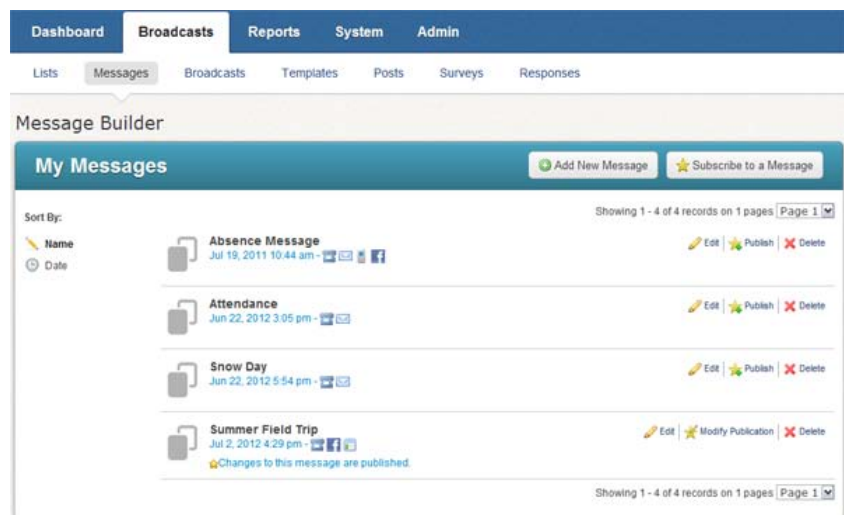 Dashboard Broadcasts Reports System Admin
Lists Messages Broadcasts Templates Posts Surveys Responses
Message Builder
My Messages Add New Message Subscribe to a Message
Sort By: Showing 1 - 4 of 4 records on 1 pages Page 1
Name
Date
Absence Message Edit Publish Delete
Jul 19, 2011 10:44 am -
Attendance Edit Publish Delete
Jun 22, 2012 3:05 pm -
Snow Day Edit Publish Delete
Jun 22, 2012 5:54 pm -
Summer Field Trip Edit Modify Publication Delete
Jul 2, 2012 4:29 pm -
Changes to this message are published.
Showing 1 - 4 of 4 records on 1 pages Page 1